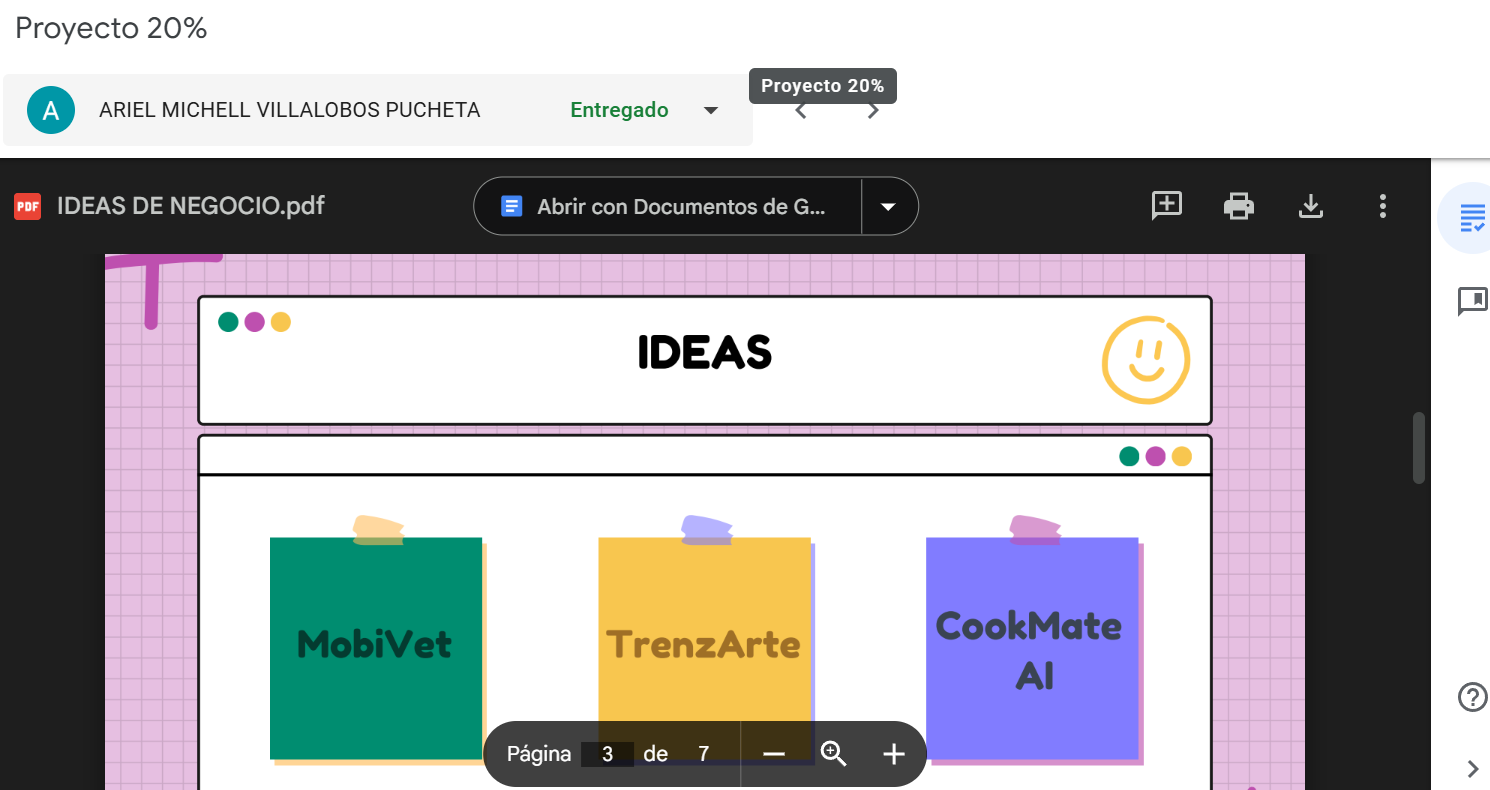 Proyecto 20%
Proyecto 20%
A ARIEL MICHELL VILLALOBOS PUCHETA Entregado
PDF IDEAS DE NEGOCIO.pdf Abrir con Documentos de G...
IDEAS
MobiVet
TrenzArte
CookMate
AI
Página 3 de 7